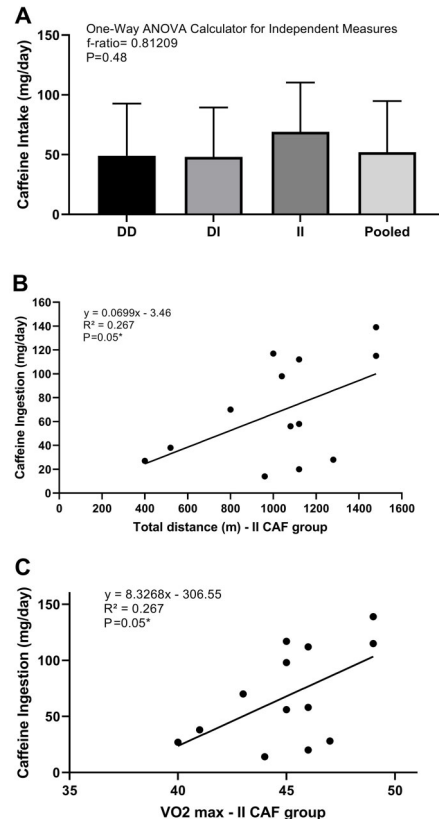 A
One-Way ANOVA Calculator for Independent Measures
f-ratio= 0.81209
P=0.48
Caffeine Intake (mg/day)
150
100
50
0
DD DI II Pooled
B
y = 0.0699x - 3.46
R² = 0.267
P=0.05*
Caffeine Ingestion (mg/day)
160
140
120
100
80
60
40
20
0
0 200 400 600 800 1000 1200 1400 1600
Total distance (m) - II CAF group
C
y = 8.3268x - 306.55
R² = 0.267
P=0.05*
Caffeine Ingestion (mg/day)
150
100
50
0
35 40 45 50
VO2 max - II CAF group